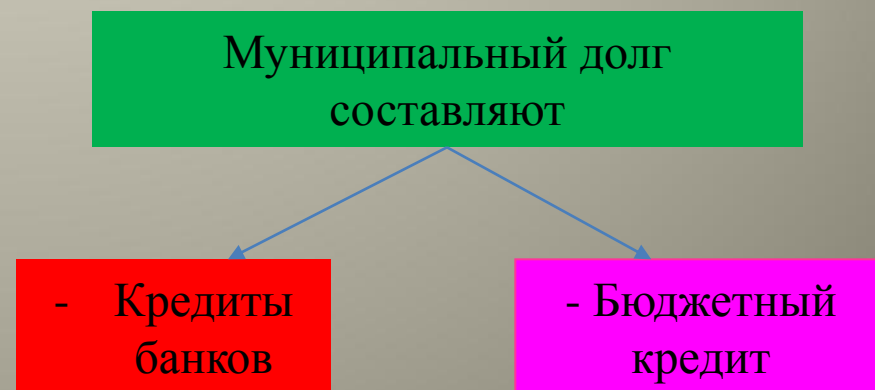 Муниципальный долг
составляют
- Кредиты
банков
- Бюджетный
кредит